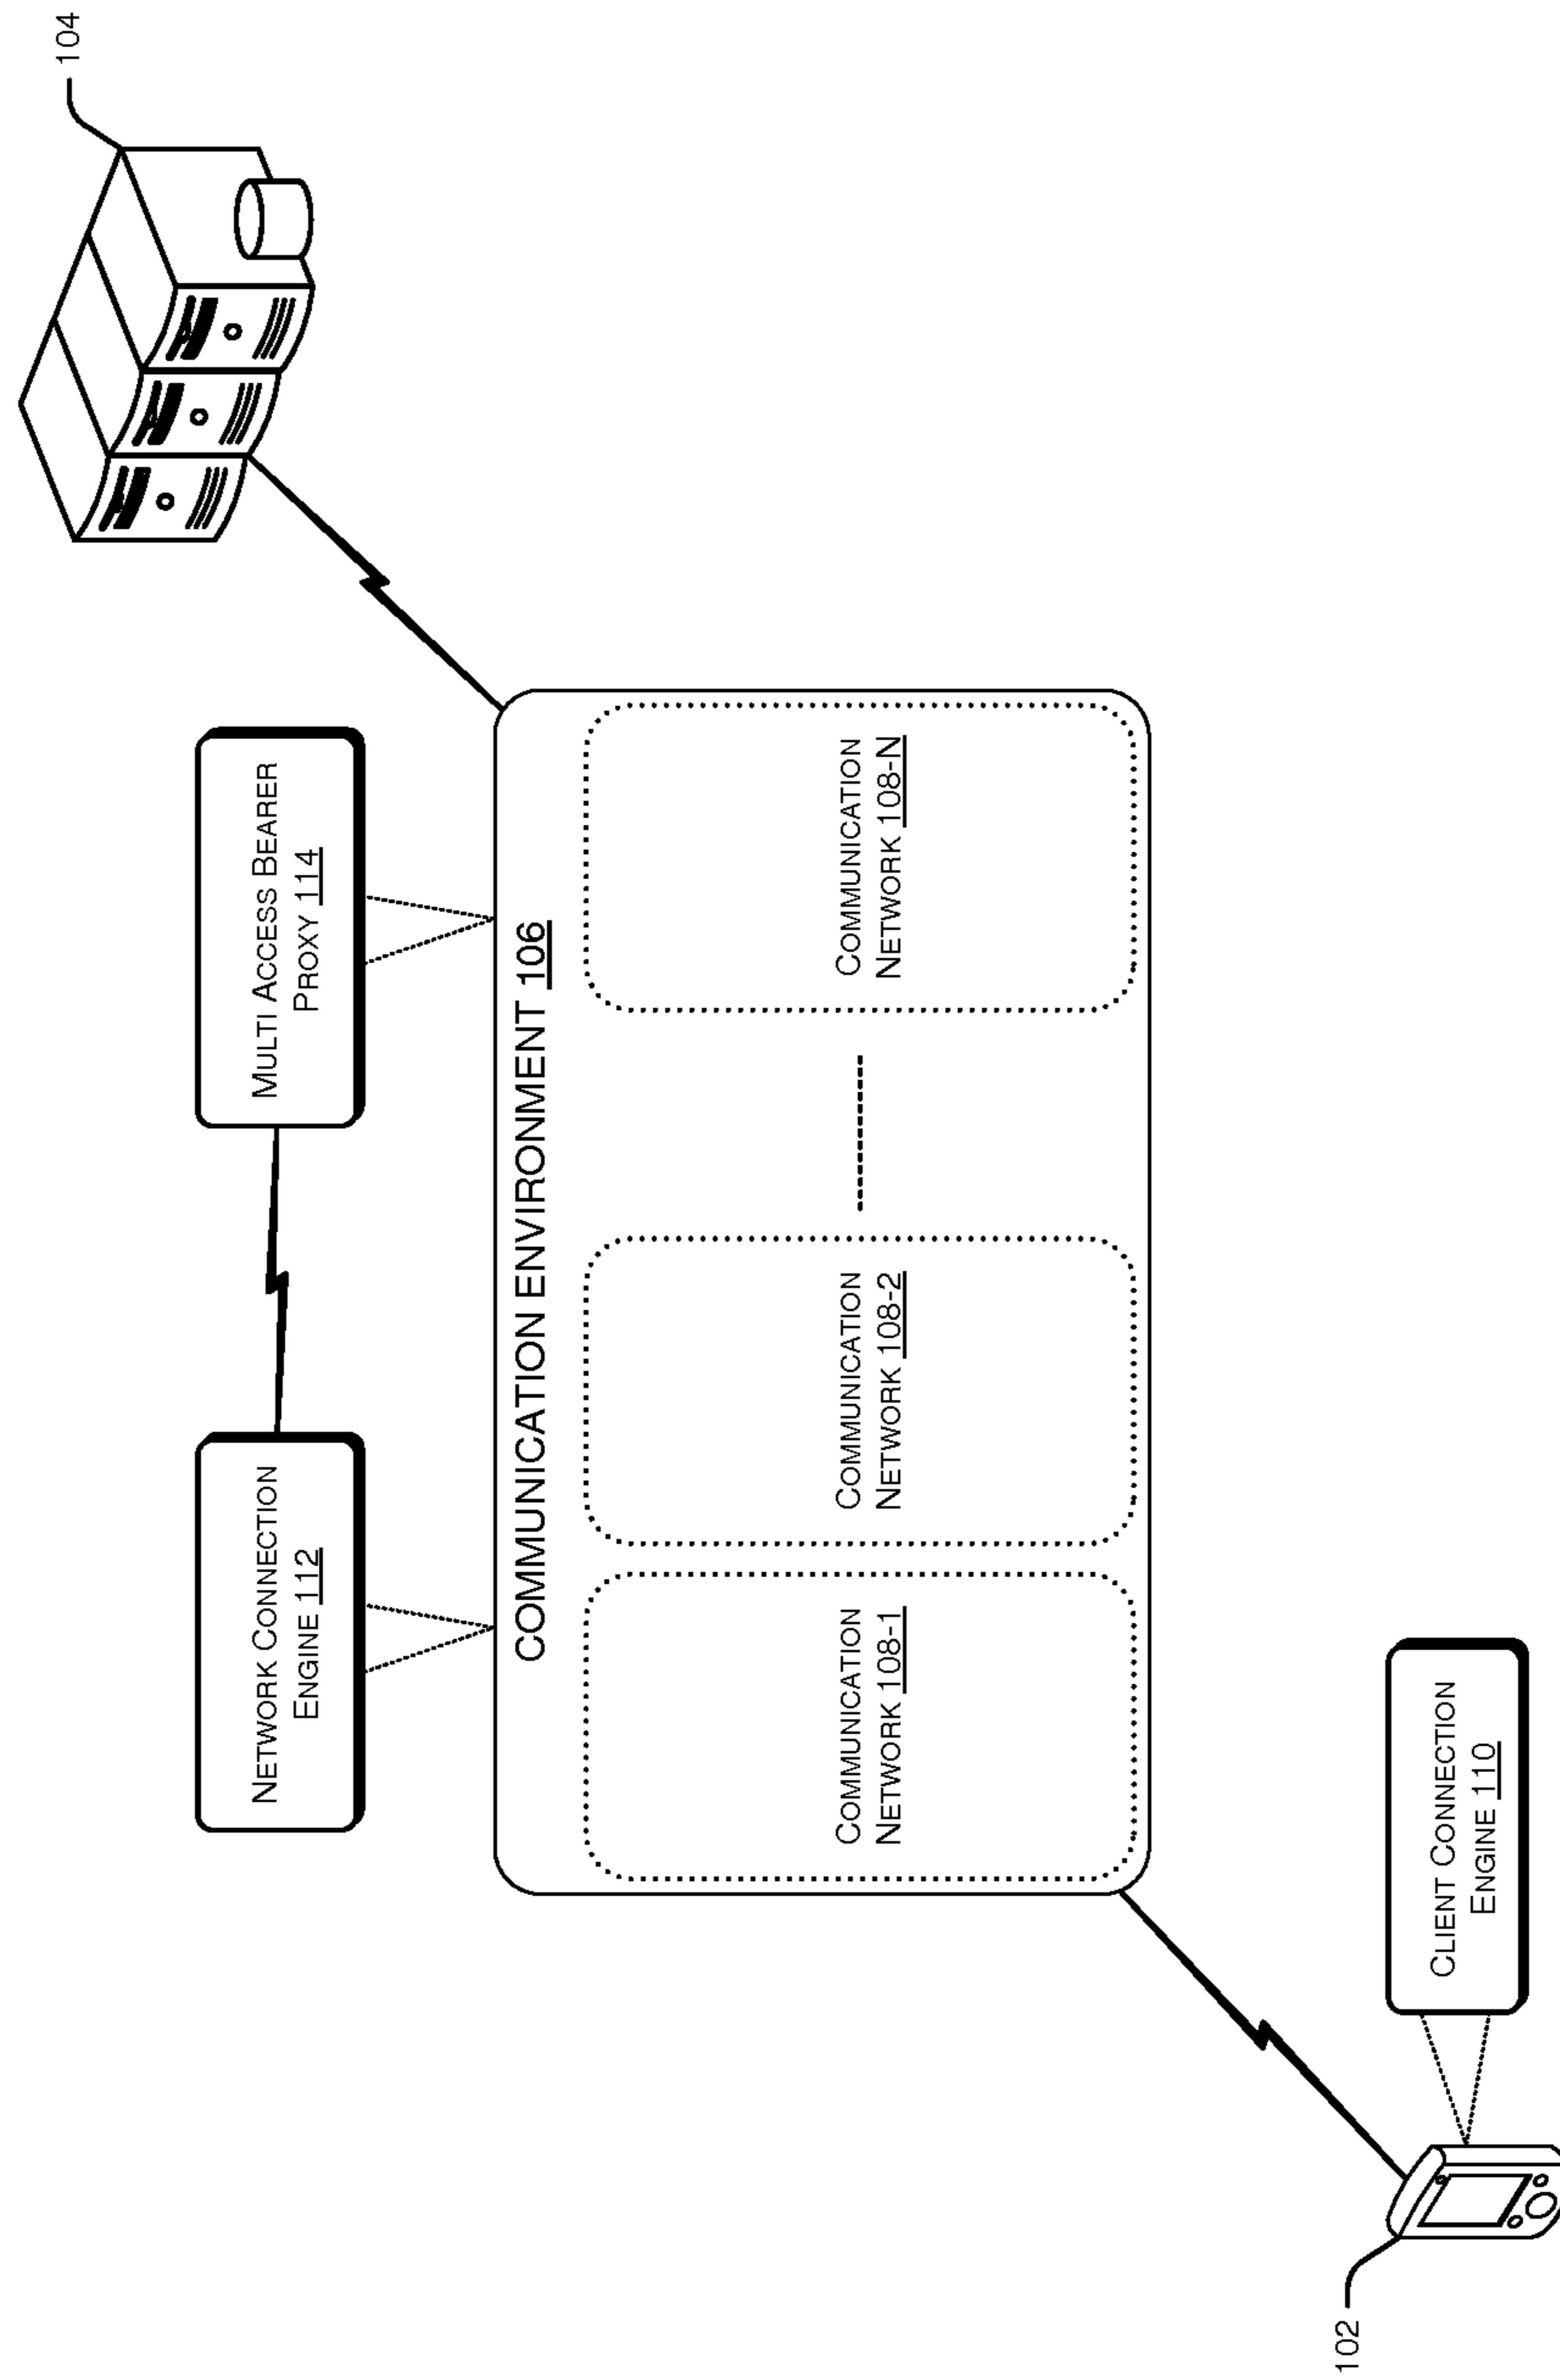 104
NETWORK CONNECTION
ENGINE 112
MULTI ACCESS BEARER
PROXY 114
COMMUNICATION ENVIRONMENT 106
COMMUNICATION
NETWORK 108-1
COMMUNICATION
NETWORK 108-2
COMMUNICATION
NETWORK 108-N
CLIENT CONNECTION
ENGINE 110
102